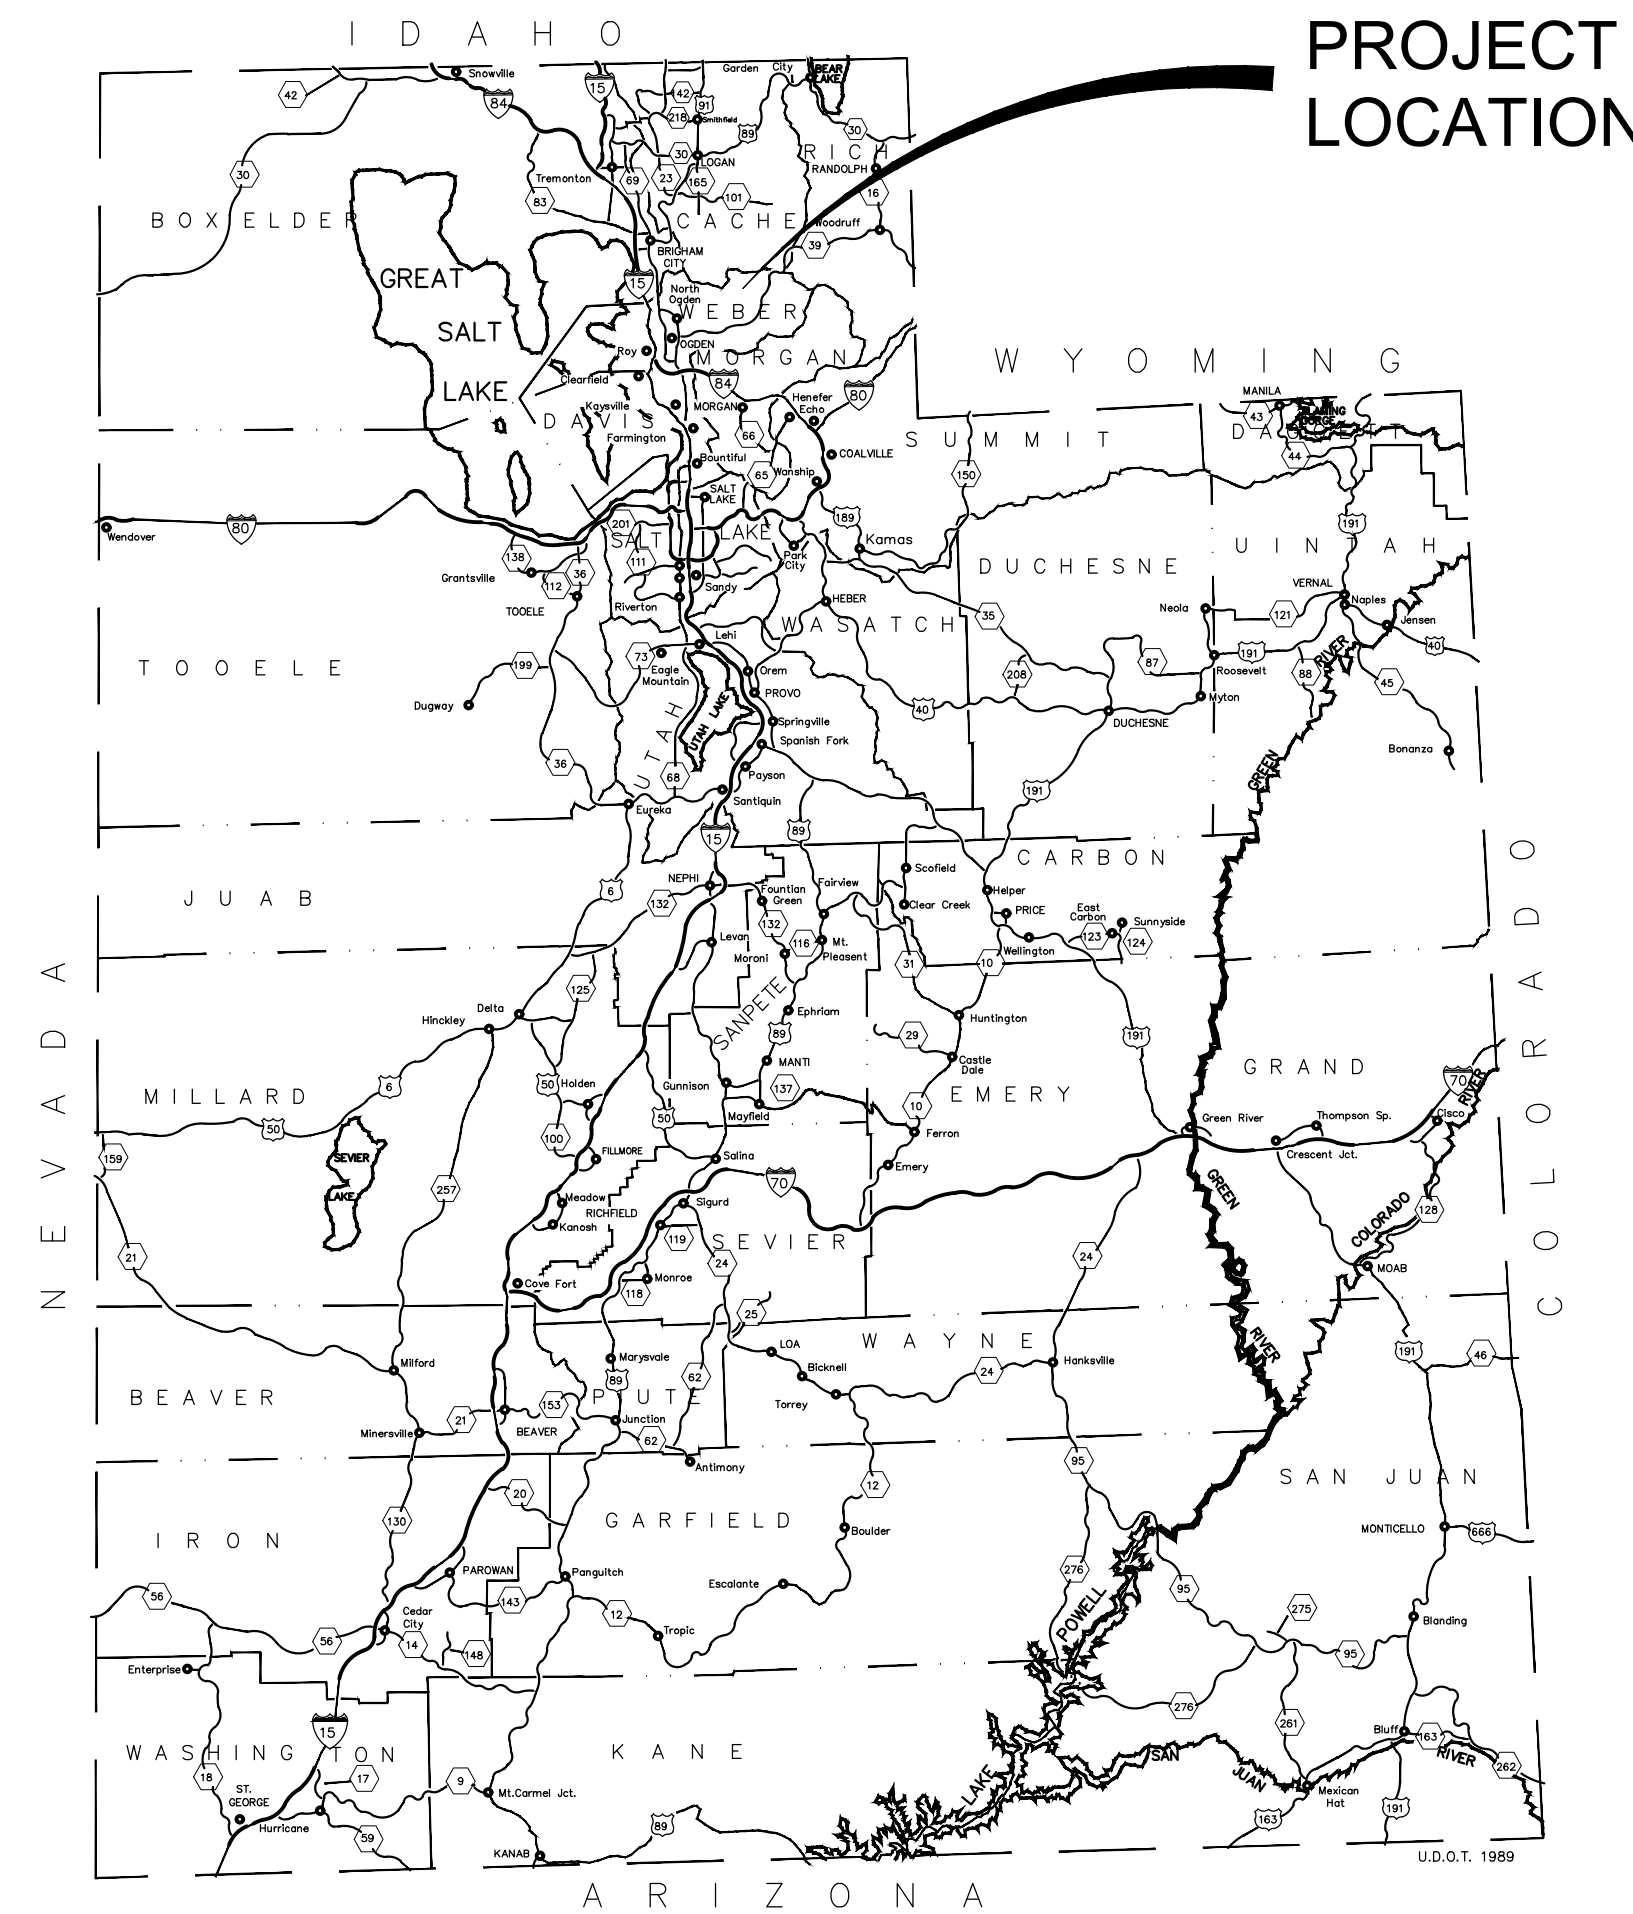 IDAHO
PROJECT
LOCATION
Snowville
Garden City
BEAR
LAKE
42
84
15
42
91
218
Smithfield
89
30
RICH
30
LOGAN
RANDOLPH
30
Tremonton
69
23
165
16
83
101
BOX ELDER
CACHE
Woodruff
39
BRIGHAM
CITY
GREAT
15
North
Ogden
WEBER
SALT
OGDEN
Roy
MORGAN
WYOMING
LAKE
Clearfield
84
80
MANILA
Kaysville
MORGAN
Henefer
Echo
43
FLAMING
GORGE
DAVIS
Farmington
66
SUMMIT
DAGGETT
Bountiful
COALVILLE
44
65
Wanship
150
SALT
LAKE
80
Wendover
201
189
191
SALT
LAKE
Kamas
UINTAH
138
111
Park
City
DUCHESNE
Grantsville
112
36
Sandy
VERNAL
TOOELE
Riverton
HEBER
Neola
Naples
121
35
Jensen
WASATCH
Lehi
40
73
191
RIVER
TOOELE
199
Eagle
Mountain
Orem
87
Roosevelt
208
88
45
PROVO
Dugway
UTAH
UTAH LAKE
40
Myton
Springville
DUCHESNE
Spanish Fork
Bonanza
36
68
Payson
GREEN
191
Santiquin
Eureka
15
89
CARBON
COLORADO
Scofield
NEPHI
Fountian
Green
Fairview
6
Helper
JUAB
132
Clear Creek
PRICE
East
Carbon
Sunnyside
132
Levan
116
Mt.
Pleasant
123
124
Wellington
Moroni
31
10
NEVADA
125
SANPETE
Delta
Hinckley
Ephriam
Huntington
89
29
191
MANTI
Castle
Dale
GRAND
6
50
Holden
Gunnison
137
EMERY
70
RIVER
MILLARD
50
50
Mayfield
10
Green River
Thompson Sp.
Cisco
Ferron
100
159
SEVIER
LAKE
FILLMORE
Salina
Crescent Jct.
Emery
257
70
GREEN
Meadow
RICHFIELD
Sigurd
128
Kanosh
119
SEVIER
COLORADO
21
24
24
MOAB
Cove Fort
Monroe
118
25
RIVER
LOA
WAYNE
Milford
Marysvale
Bicknell
Hanksville
191
46
24
89
62
BEAVER
PIUTE
153
Torrey
21
BEAVER
Junction
Minersville
62
Antimony
95
SAN JUAN
12
20
130
GARFIELD
Boulder
MONTICELLO
666
IRON
PAROWAN
Panguitch
Escalante
276
56
143
95
12
275
Cedar
City
POWELL
Blanding
Tropic
56
14
148
95
Enterprise
276
15
261
Bluff
163
WASHINGTON
KANE
SAN
JUAN
RIVER
262
18
17
9
LAKE
ST.
GEORGE
Mt.Carmel Jct.
Mexican
Hat
191
Hurricane
163
59
89
KANAB
U.D.O.T. 1989
ARIZONA